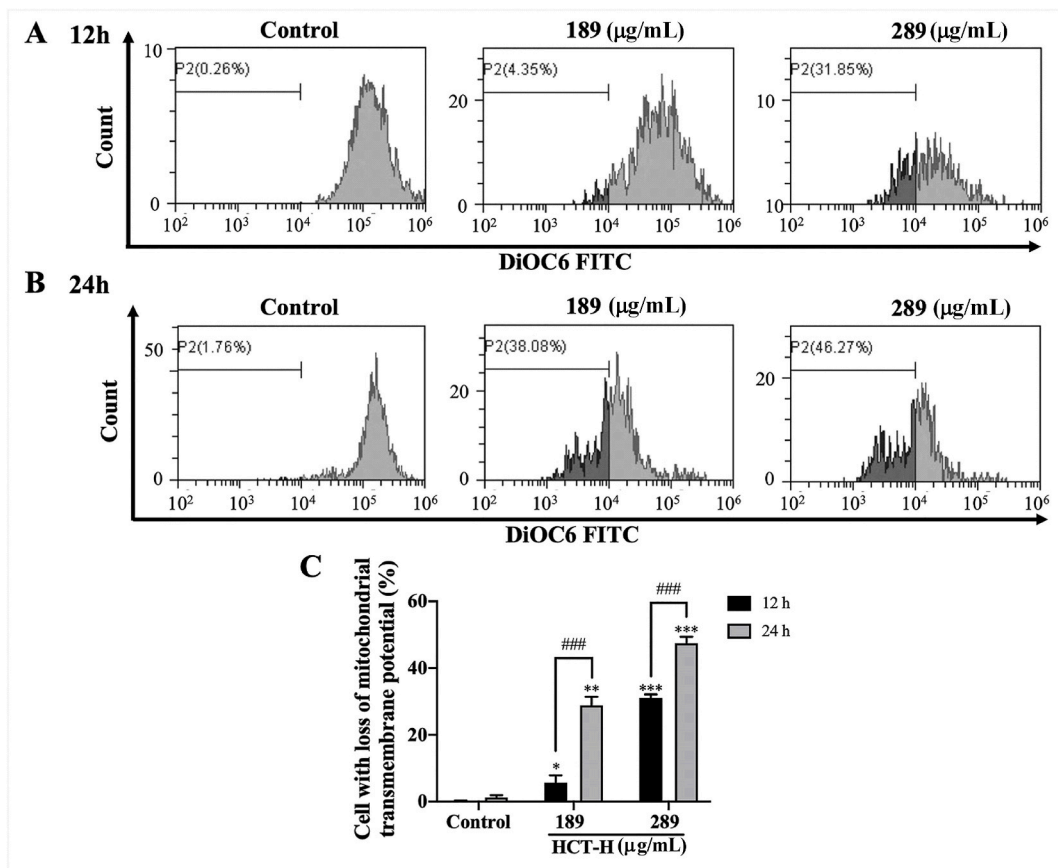 A 12h
Control 189 (μg/mL) 289 (μg/mL)
10
P2(0.26%)
0
10² 10³ 10⁴ 10⁵ 10⁶
20
P2(4.35%)
0
10² 10³ 10⁴ 10⁵ 10⁶
P2(31.85%)
10
10
10² 10³ 10⁴ 10⁵ 10⁶
Count
DiOC6 FITC
B 24h
Control 189 (μg/mL) 289 (μg/mL)
50
P2(1.76%)
0
10² 10³ 10⁴ 10⁵ 10⁶
P2(38.08%)
20
0
10² 10³ 10⁴ 10⁵ 10⁶
P2(46.27%)
20
0
10² 10³ 10⁴ 10⁵ 10⁶
Count
DiOC6 FITC
C
Cell with loss of mitochondrial
transmembrane potential (%)
60
40
20
0
###
###
*
**
***
***
12 h
24 h
Control 189 289
HCT-H (μg/mL)